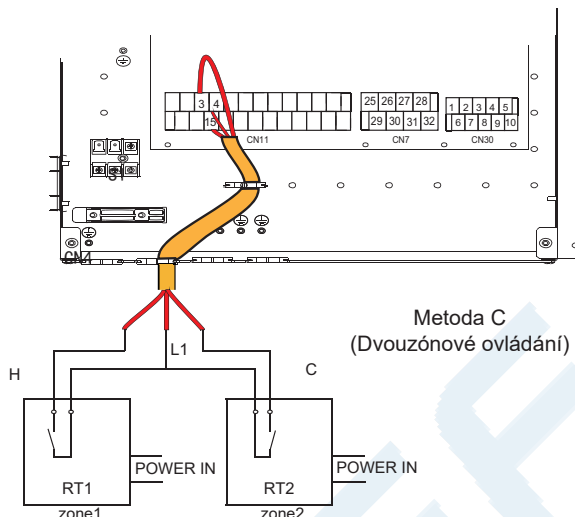 3 4
15
CN11
25 26 27 28
29 30 31 32
CN7
1 2 3 4 5
6 7 8 9 10
CN30
S1
CN4
Metoda C
(Dvouzónové ovládání)
H
L1
C
POWER IN
POWER IN
RT1
RT2
zone1
zone2